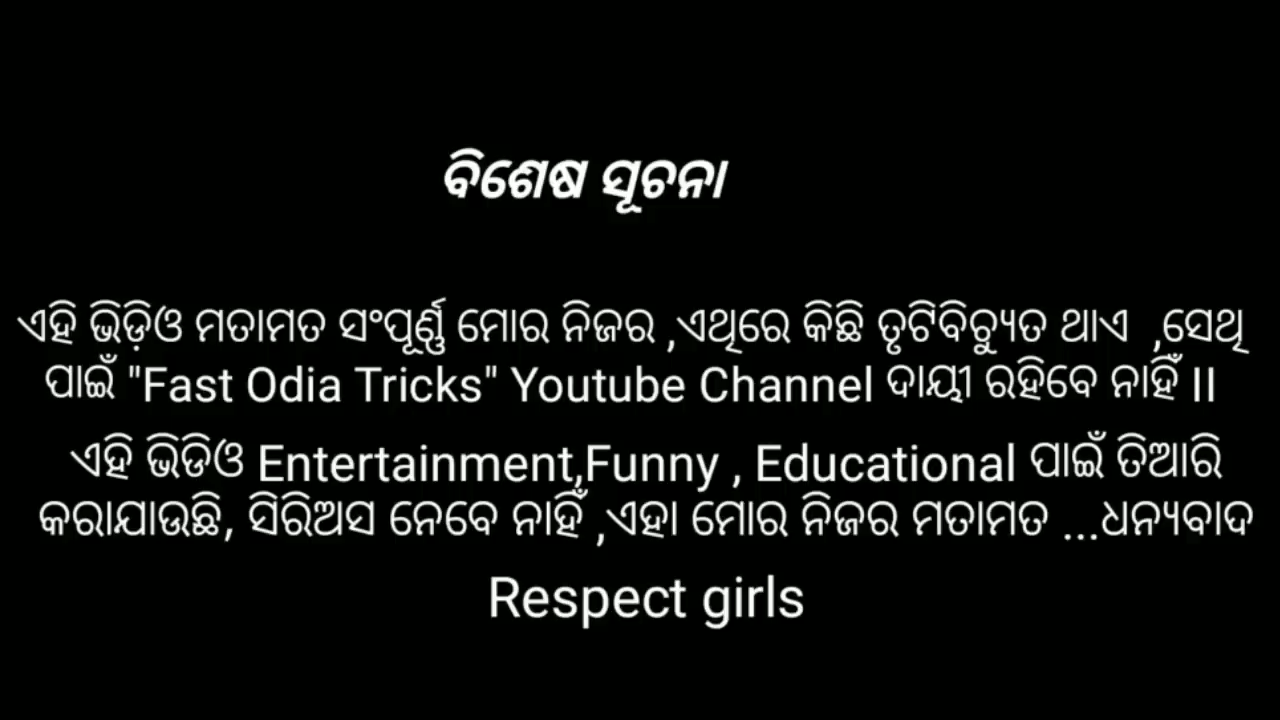 ବିଶେଷ ସୂଚନା
ଏହି ଭିଡ଼ିଓ ମତାମତ ସଂପୂର୍ଣ୍ଣ ମୋର ନିଜର ,ଏଥିରେ କିଛି ତୃଟିବିଚ୍ୟୁତ ଥାଏ ,ସେଥି
ପାଇଁ "Fast Odia Tricks" Youtube Channel ଦାୟୀ ରହିବେ ନାହିଁ ll
ଏହି ଭିଡିଓ Entertainment,Funny , Educational ପାଇଁ ତିଆରି
କରାଯାଉଛି, ସିରିଅସ ନେବେ ନାହିଁ ,ଏହା ମୋର ନିଜର ମତାମତ ...ଧନ୍ୟବାଦ
Respect girls